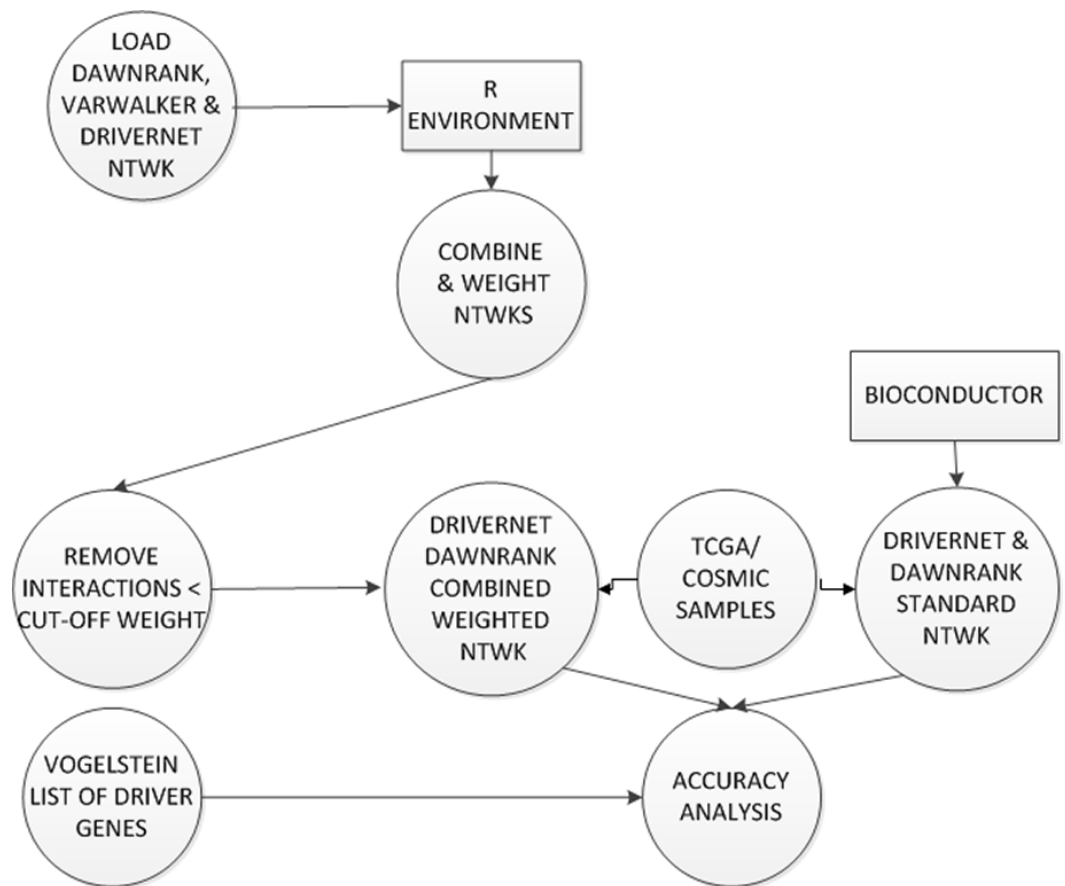 LOAD
DAWNRANK,
VARWALKER &
DRIVERNET
NTWK
R
ENVIRONMENT
COMBINE
& WEIGHT
NTWKS
BIOCONDUCTOR
REMOVE
INTERACTIONS <
CUT-OFF WEIGHT
DRIVERNET
DAWNRANK
COMBINED
WEIGHTED
NTWK
TCGA/
COSMIC
SAMPLES
DRIVERNET &
DAWNRANK
STANDARD
NTWK
VOGELSTEIN
LIST OF DRIVER
GENES
ACCURACY
ANALYSIS